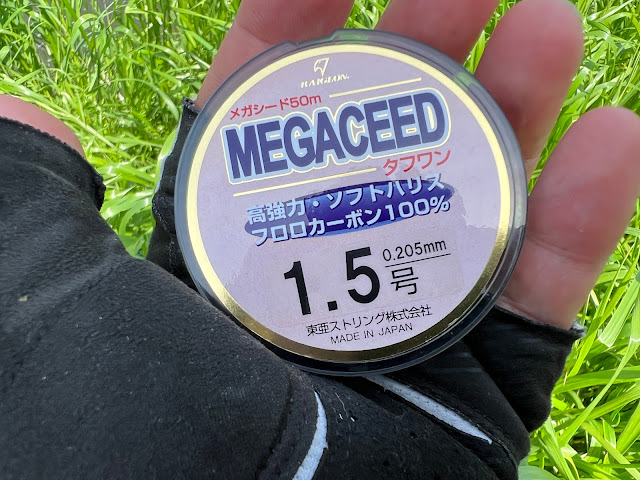 RAIGLON
メガシード50m
MEGACEED
タフワン
高強力・ソフトハリス
フロロカーボン100%
1.5号
0.205mm
東亜ストリング株式会社
MADE IN JAPAN